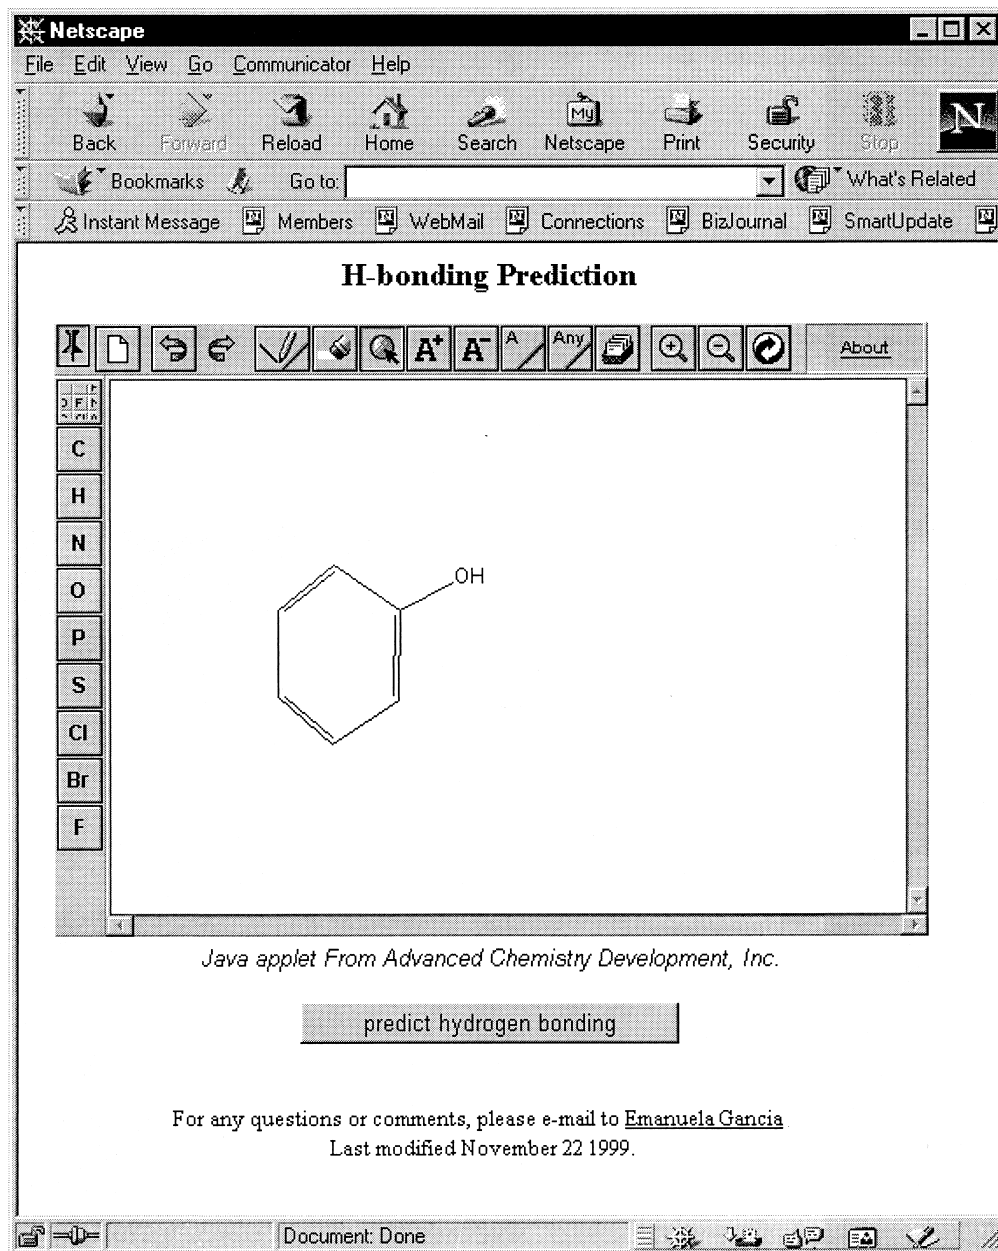 Netscape
File Edit View Go Communicator Help
My
N
Back Forward Reload Home Search Netscape Print Security Stop
Bookmarks Go to: What's Related
Instant Message Members WebMail Connections BizJournal SmartUpdate
H-bonding Prediction
A+ A- A Any About
C
H
N
O
P
S
Cl
Br
F
OH
Java applet From Advanced Chemistry Development, Inc.
predict hydrogen bonding
For any questions or comments, please e-mail to Emanuela Gancia
Last modified November 22 1999.
Document: Done